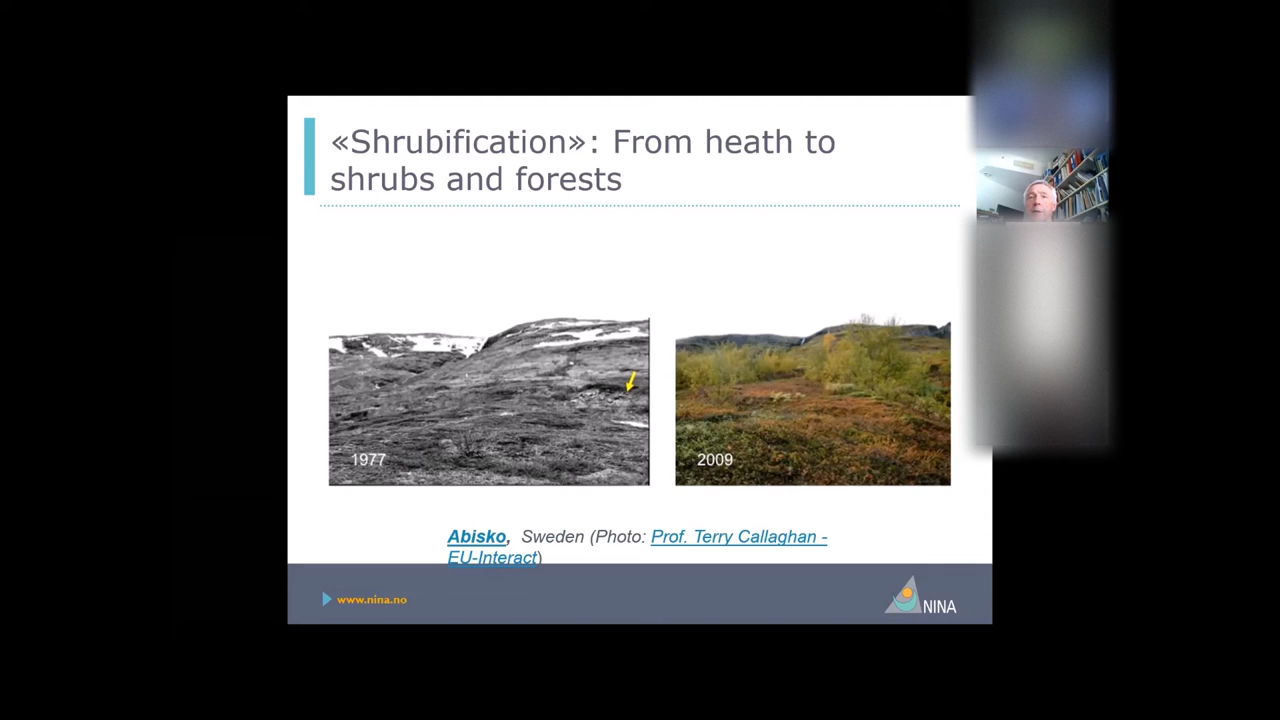 «Shrubification»: From heath to
shrubs and forests
1977
2009
Abisko, Sweden (Photo: Prof. Terry Callaghan -
EU-Interact)
www.nina.no
NINA